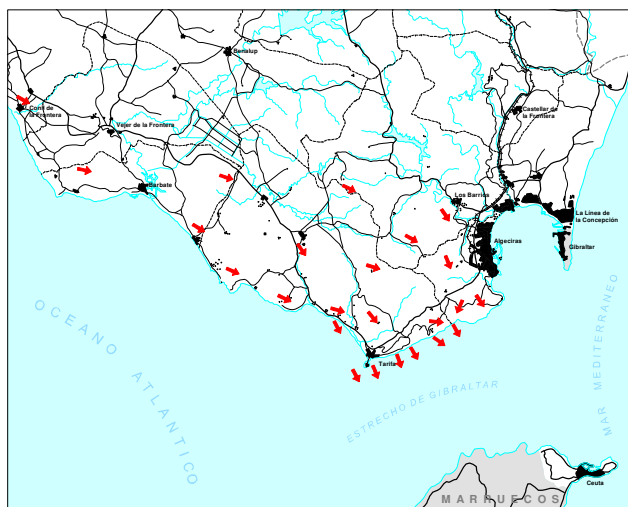 Benalup
Castellar de
la Frontera
Conil de
la Frontera
Vejer de la Frontera
Barbate
Los Barrios
La Línea de
la Concepción
Algeciras
Gibraltar
Tarifa
OCEANO ATLANTICO
ESTRECHO DE GIBRALTAR
MAR MEDITERRANEO
Ceuta
MARRUECOS